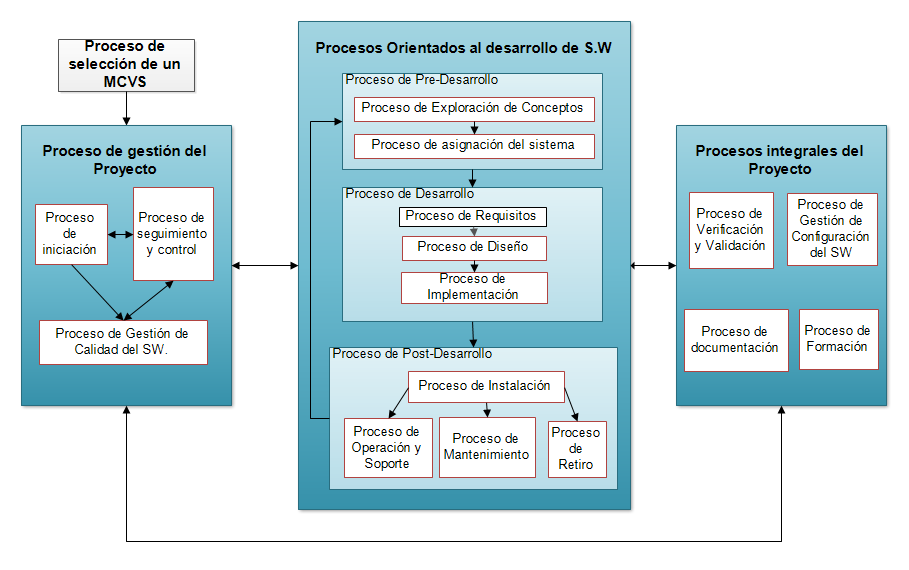 Proceso de
selección de un
MCVS
Proceso de gestión del
Proyecto
Proceso
de
iniciación
Proceso de
seguimiento
y control
Proceso de Gestión de
Calidad del SW.
Procesos Orientados al desarrollo de S.W
Proceso de Pre-Desarrollo
Proceso de Exploración de Conceptos
Proceso de asignación del sistema
Proceso de Desarrollo
Proceso de Requisitos
Proceso de Diseño
Proceso de
Implementación
Proceso de Post-Desarrollo
Proceso de Instalación
Proceso de
Operación y
Soporte
Proceso de
Mantenimiento
Proceso
de
Retiro
Procesos integrales del
Proyecto
Proceso de
Verificación
y Validación
Proceso de
Gestión de
Configuración
del SW
Proceso de
documentación
Proceso de
Formación